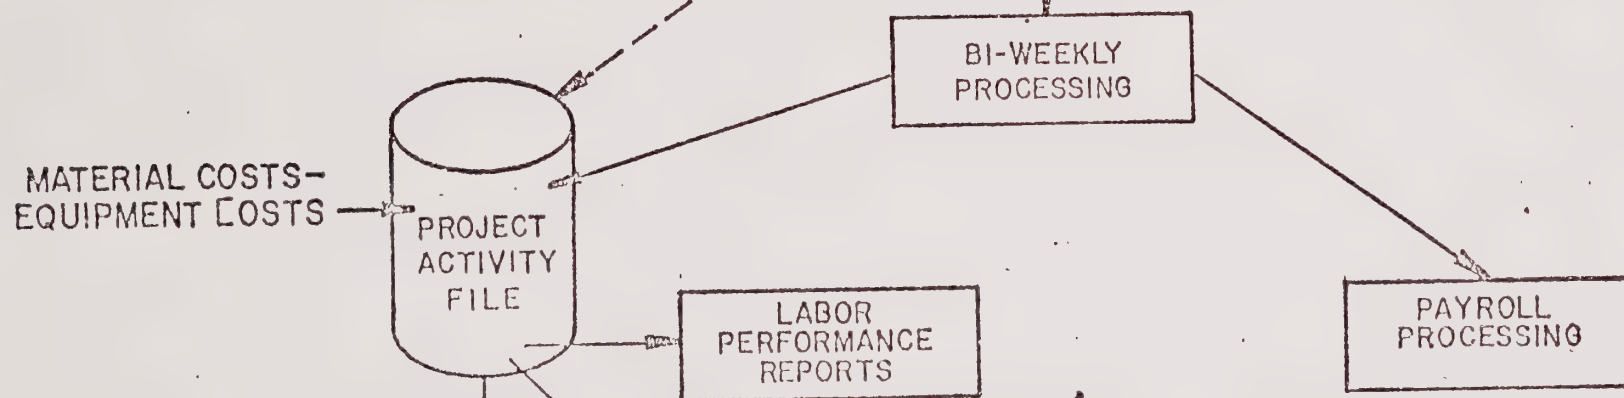 BI-WEEKLY
PROCESSING
MATERIAL COSTS-
EQUIPMENT COSTS
PROJECT
ACTIVITY
FILE
LABOR
PERFORMANCE
REPORTS
PAYROLL
PROCESSING